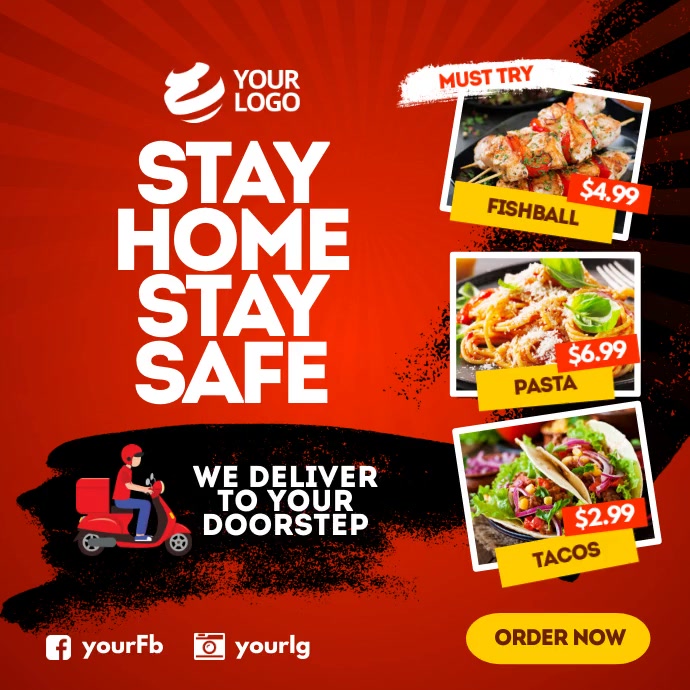 YOUR
LOGO
STAY
HOME
STAY
SAFE
WE DELIVER
TO YOUR
DOORSTEP
yourFb
yourIg
MUST TRY
$4.99
FISHBALL
$6.99
PASTA
$2.99
TACOS
ORDER NOW